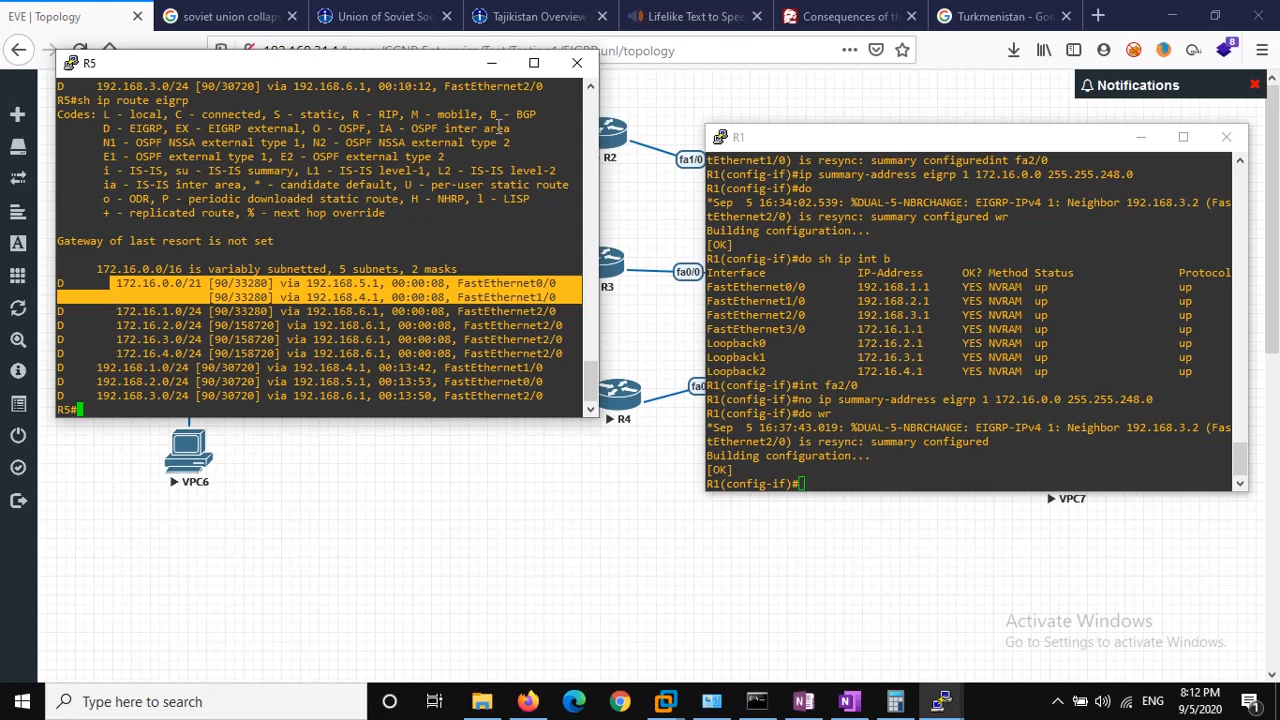 EVE | Topology
soviet union collaps
Union of Soviet Soc
Tajikistan Overview (
Lifelike Text to Speec
Consequences of the
Turkmenistan - Goo
8
Notifications
R5
D 192.168.3.0/24 [90/30720] via 192.168.6.1, 00:10:12, FastEthernet2/0
R5#sh ip route eigrp
Codes: L - local, C - connected, S - static, R - RIP, M - mobile, B - BGP
D - EIGRP, EX - EIGRP external, O - OSPF, IA - OSPF inter area
N1 - OSPF NSSA external type 1, N2 - OSPF NSSA external type 2
E1 - OSPF external type 1, E2 - OSPF external type 2
i - IS-IS, su - IS-IS summary, L1 - IS-IS level-1, L2 - IS-IS level-2
ia - IS-IS inter area, * - candidate default, U - per-user static route
o - ODR, P - periodic downloaded static route, H - NHRP, l - LISP
+ - replicated route, % - next hop override
Gateway of last resort is not set
172.16.0.0/16 is variably subnetted, 5 subnets, 2 masks
D 172.16.0.0/21 [90/33280] via 192.168.5.1, 00:00:08, FastEthernet0/0
[90/33280] via 192.168.4.1, 00:00:08, FastEthernet1/0
D 172.16.1.0/24 [90/33280] via 192.168.6.1, 00:00:08, FastEthernet2/0
D 172.16.2.0/24 [90/158720] via 192.168.6.1, 00:00:08, FastEthernet2/0
D 172.16.3.0/24 [90/158720] via 192.168.6.1, 00:00:08, FastEthernet2/0
D 172.16.4.0/24 [90/158720] via 192.168.6.1, 00:00:08, FastEthernet2/0
D 192.168.1.0/24 [90/30720] via 192.168.4.1, 00:13:42, FastEthernet1/0
D 192.168.2.0/24 [90/30720] via 192.168.5.1, 00:13:53, FastEthernet0/0
D 192.168.3.0/24 [90/30720] via 192.168.6.1, 00:13:50, FastEthernet2/0
R5#
R2
fa1/0
R3
fa0/0
R4
fa0
VPC6
R1
tEthernet1/0) is resync: summary configuredint fa2/0
R1(config-if)#ip summary-address eigrp 1 172.16.0.0 255.255.248.0
R1(config-if)#do
*Sep 5 16:34:02.539: %DUAL-5-NBRCHANGE: EIGRP-IPv4 1: Neighbor 192.168.3.2 (Fas
tEthernet2/0) is resync: summary configured wr
Building configuration...
[OK]
R1(config-if)#do sh ip int b
Interface IP-Address OK? Method Status Protocol
FastEthernet0/0 192.168.1.1 YES NVRAM up up
FastEthernet1/0 192.168.2.1 YES NVRAM up up
FastEthernet2/0 192.168.3.1 YES NVRAM up up
FastEthernet3/0 172.16.1.1 YES NVRAM up up
Loopback0 172.16.2.1 YES NVRAM up up
Loopback1 172.16.3.1 YES NVRAM up up
Loopback2 172.16.4.1 YES NVRAM up up
R1(config-if)#int fa2/0
R1(config-if)#no ip summary-address eigrp 1 172.16.0.0 255.255.248.0
R1(config-if)#do wr
*Sep 5 16:37:43.019: %DUAL-5-NBRCHANGE: EIGRP-IPv4 1: Neighbor 192.168.3.2 (Fas
tEthernet2/0) is resync: summary configured
Building configuration...
[OK]
R1(config-if)#
VPC7
Activate Windows
Go to Settings to activate Windows.
Type here to search
ENG
8:12 PM
9/5/2020